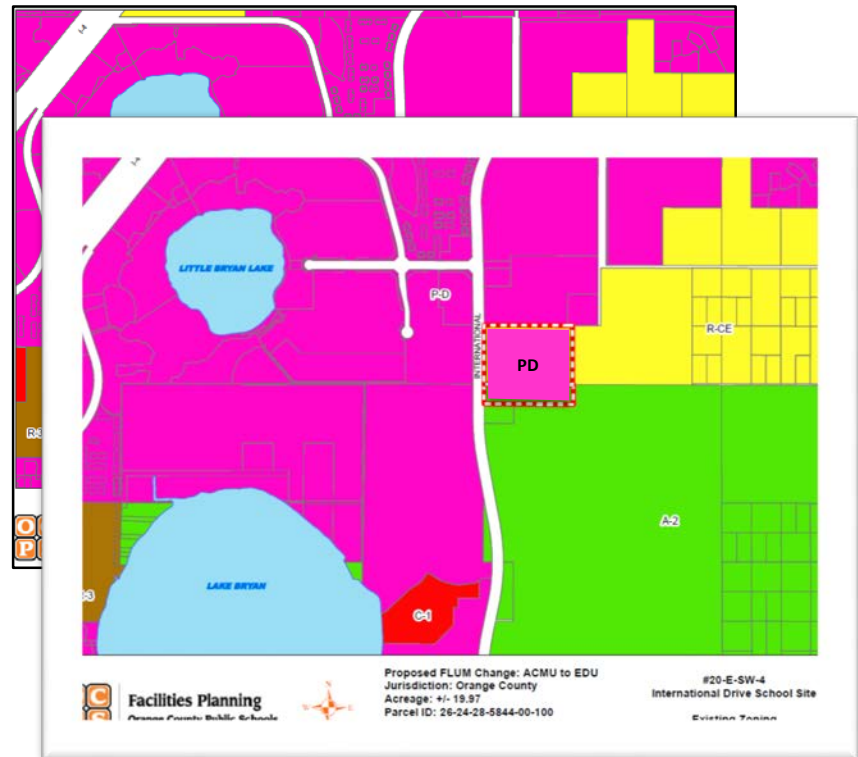 I-4
I-4
LITTLE BRYAN LAKE
P-D
INTERNATIONAL
PD
R-CE
R-3
A-2
LAKE BRYAN
-3
C-1
O
P
C
S
Facilities Planning
Orange County Public Schools
N
W
E
S
Proposed FLUM Change: ACMU to EDU
Jurisdiction: Orange County
Acreage: +/- 19.97
Parcel ID: 26-24-28-5844-00-100
#20-E-SW-4
International Drive School Site
Existing Zoning